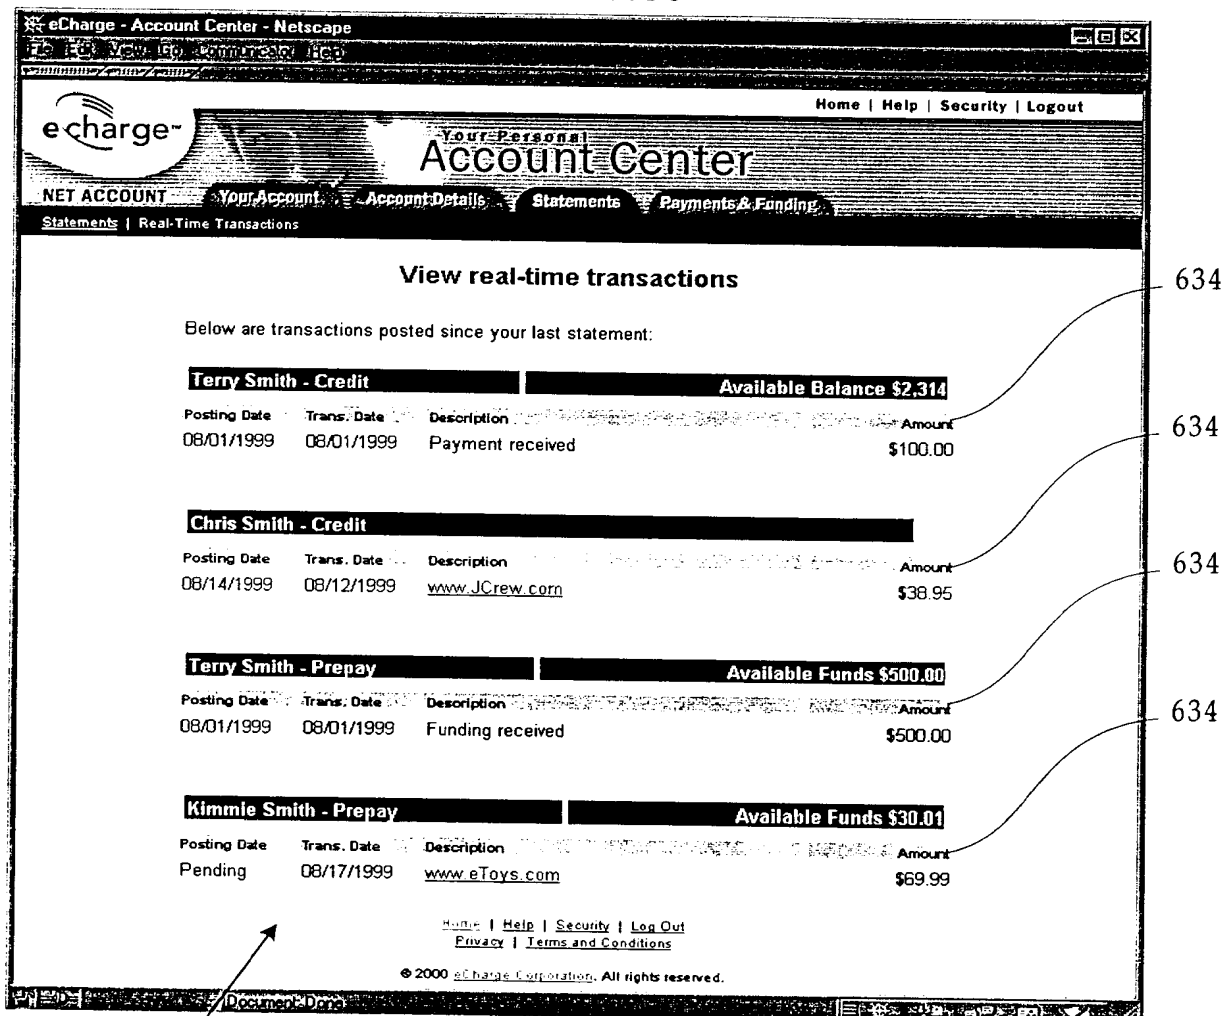 eCharge - Account Center - Netscape
File Edit View Go Communicator Help
Home | Help | Security | Logout
echarge~
Your Personal
Account Center
NET ACCOUNT Your Account Account Details Statements Payments & Funding
Statements | Real-Time Transactions
View real-time transactions
634
Below are transactions posted since your last statement:
Terry Smith - Credit Available Balance $2,314
Posting Date Trans. Date Description Amount
08/01/1999 08/01/1999 Payment received $100.00
634
Chris Smith - Credit
Posting Date Trans. Date Description Amount
08/14/1999 08/12/1999 www.JCrew.com $38.95
634
Terry Smith - Prepay Available Funds $500.00
Posting Date Trans. Date Description Amount
08/01/1999 08/01/1999 Funding received $500.00
634
Kimmie Smith - Prepay Available Funds $30.01
Posting Date Trans. Date Description Amount
Pending 08/17/1999 www.eToys.com $69.99
Home | Help | Security | Log Out
Privacy | Terms and Conditions
© 2000 eCharge Corporation. All rights reserved.
Document: Done